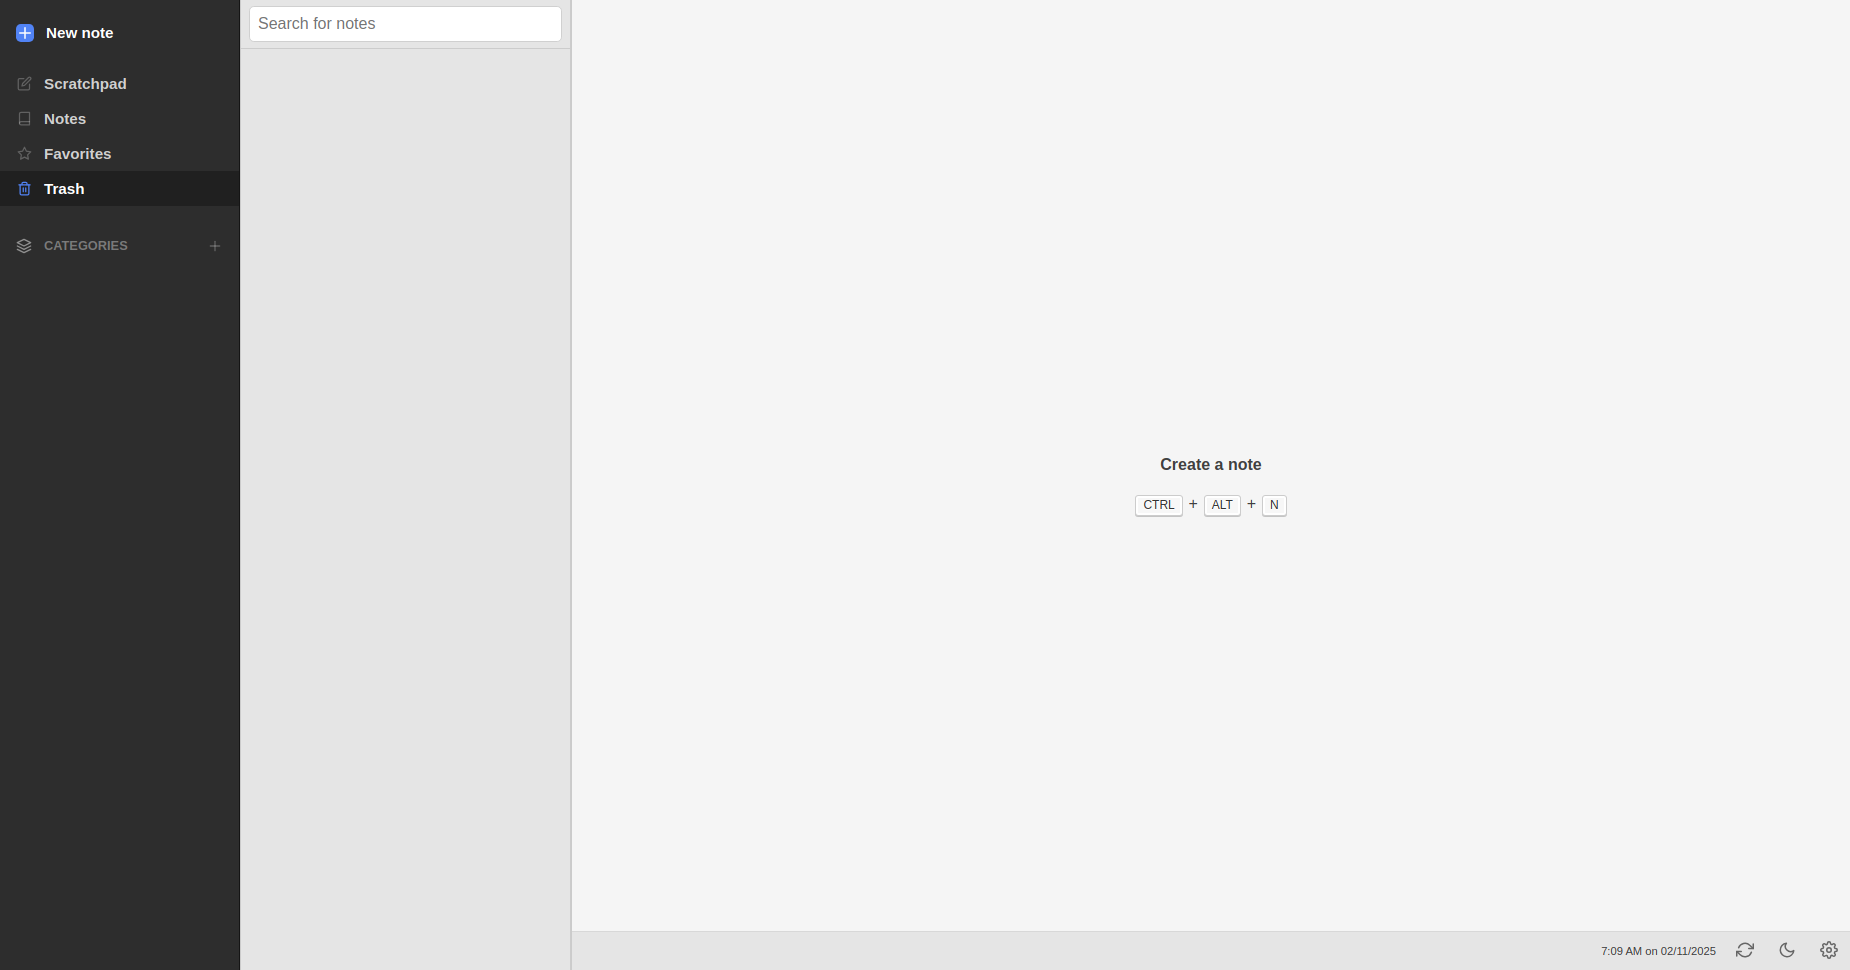 New note
Scratchpad
Notes
Favorites
Trash
CATEGORIES
Search for notes
Create a note
CTRL + ALT + N
7:09 AM on 02/11/2025